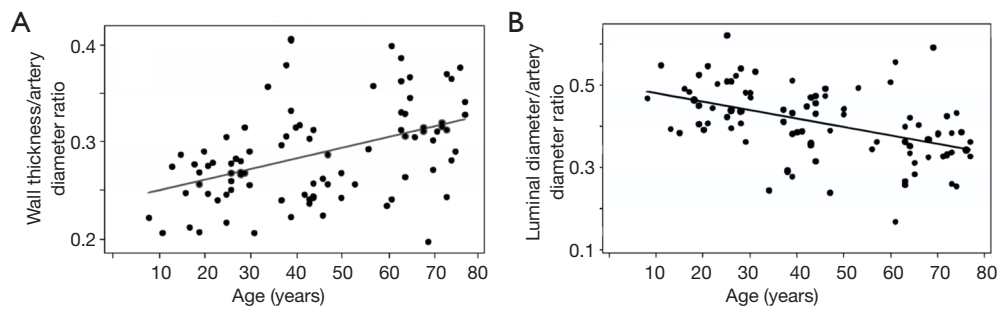 A
Wall thickness/artery
diameter ratio
0.4
0.3
0.2
10 20 30 40 50 60 70 80
Age (years)
B
Luminal diameter/artery
diameter ratio
0.5
0.3
0.1
10 20 30 40 50 60 70 80
Age (years)